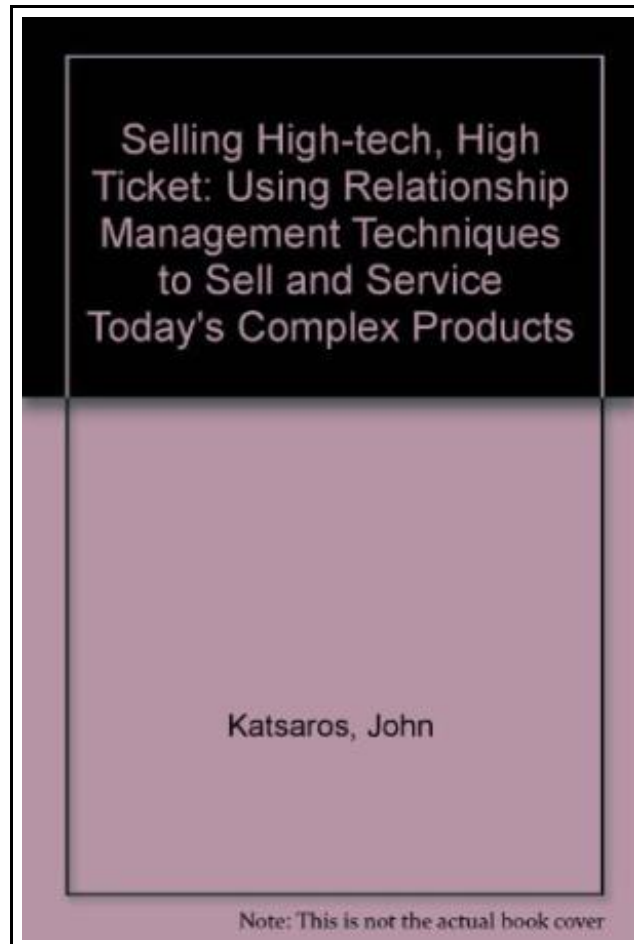 Selling High-tech, High
Ticket: Using Relationship
Management Techniques
to Sell and Service
Today's Complex Products
Katsaros, John
Note: This is not the actual book cover